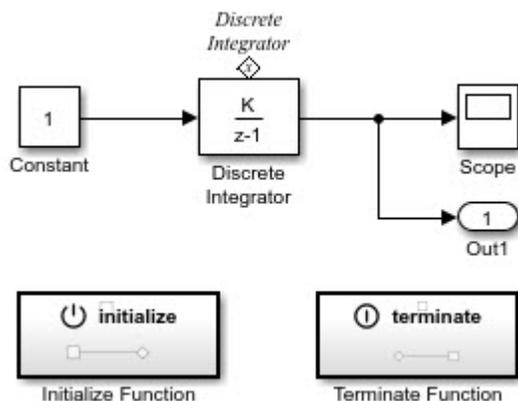 Discrete
Integrator
x
1
K
z-1
Constant
Discrete
Integrator
Scope
1
Out1
initialize
terminate
Initialize Function
Terminate Function